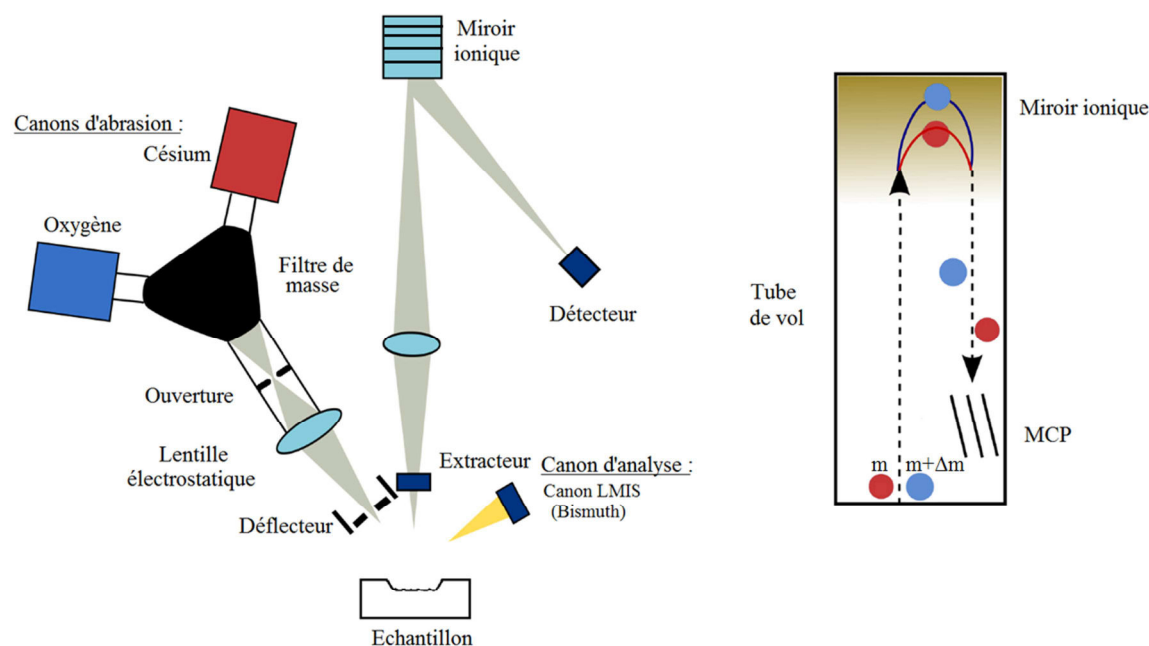 Miroir
ionique
Canons d'abrasion :
Césium
Oxygène
Filtre de
masse
Détecteur
Ouverture
Lentille
électrostatique
Extracteur
Canon d'analyse :
Canon LMIS
(Bismuth)
Déflecteur
Echantillon
Miroir ionique
Tube
de vol
MCP
m
m+Δm